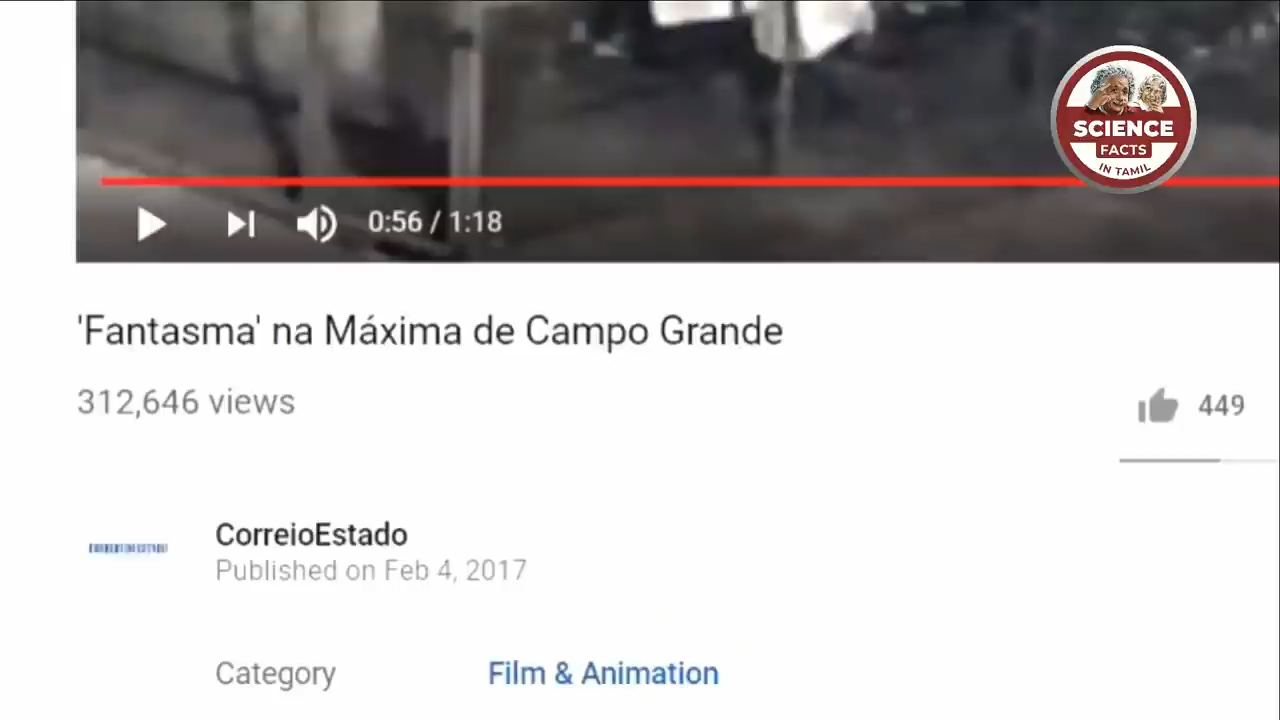 SCIENCE
FACTS
IN TAMIL
0:56 / 1:18
'Fantasma' na Máxima de Campo Grande
312,646 views
449
CorreioEstado
Published on Feb 4, 2017
Category
Film & Animation